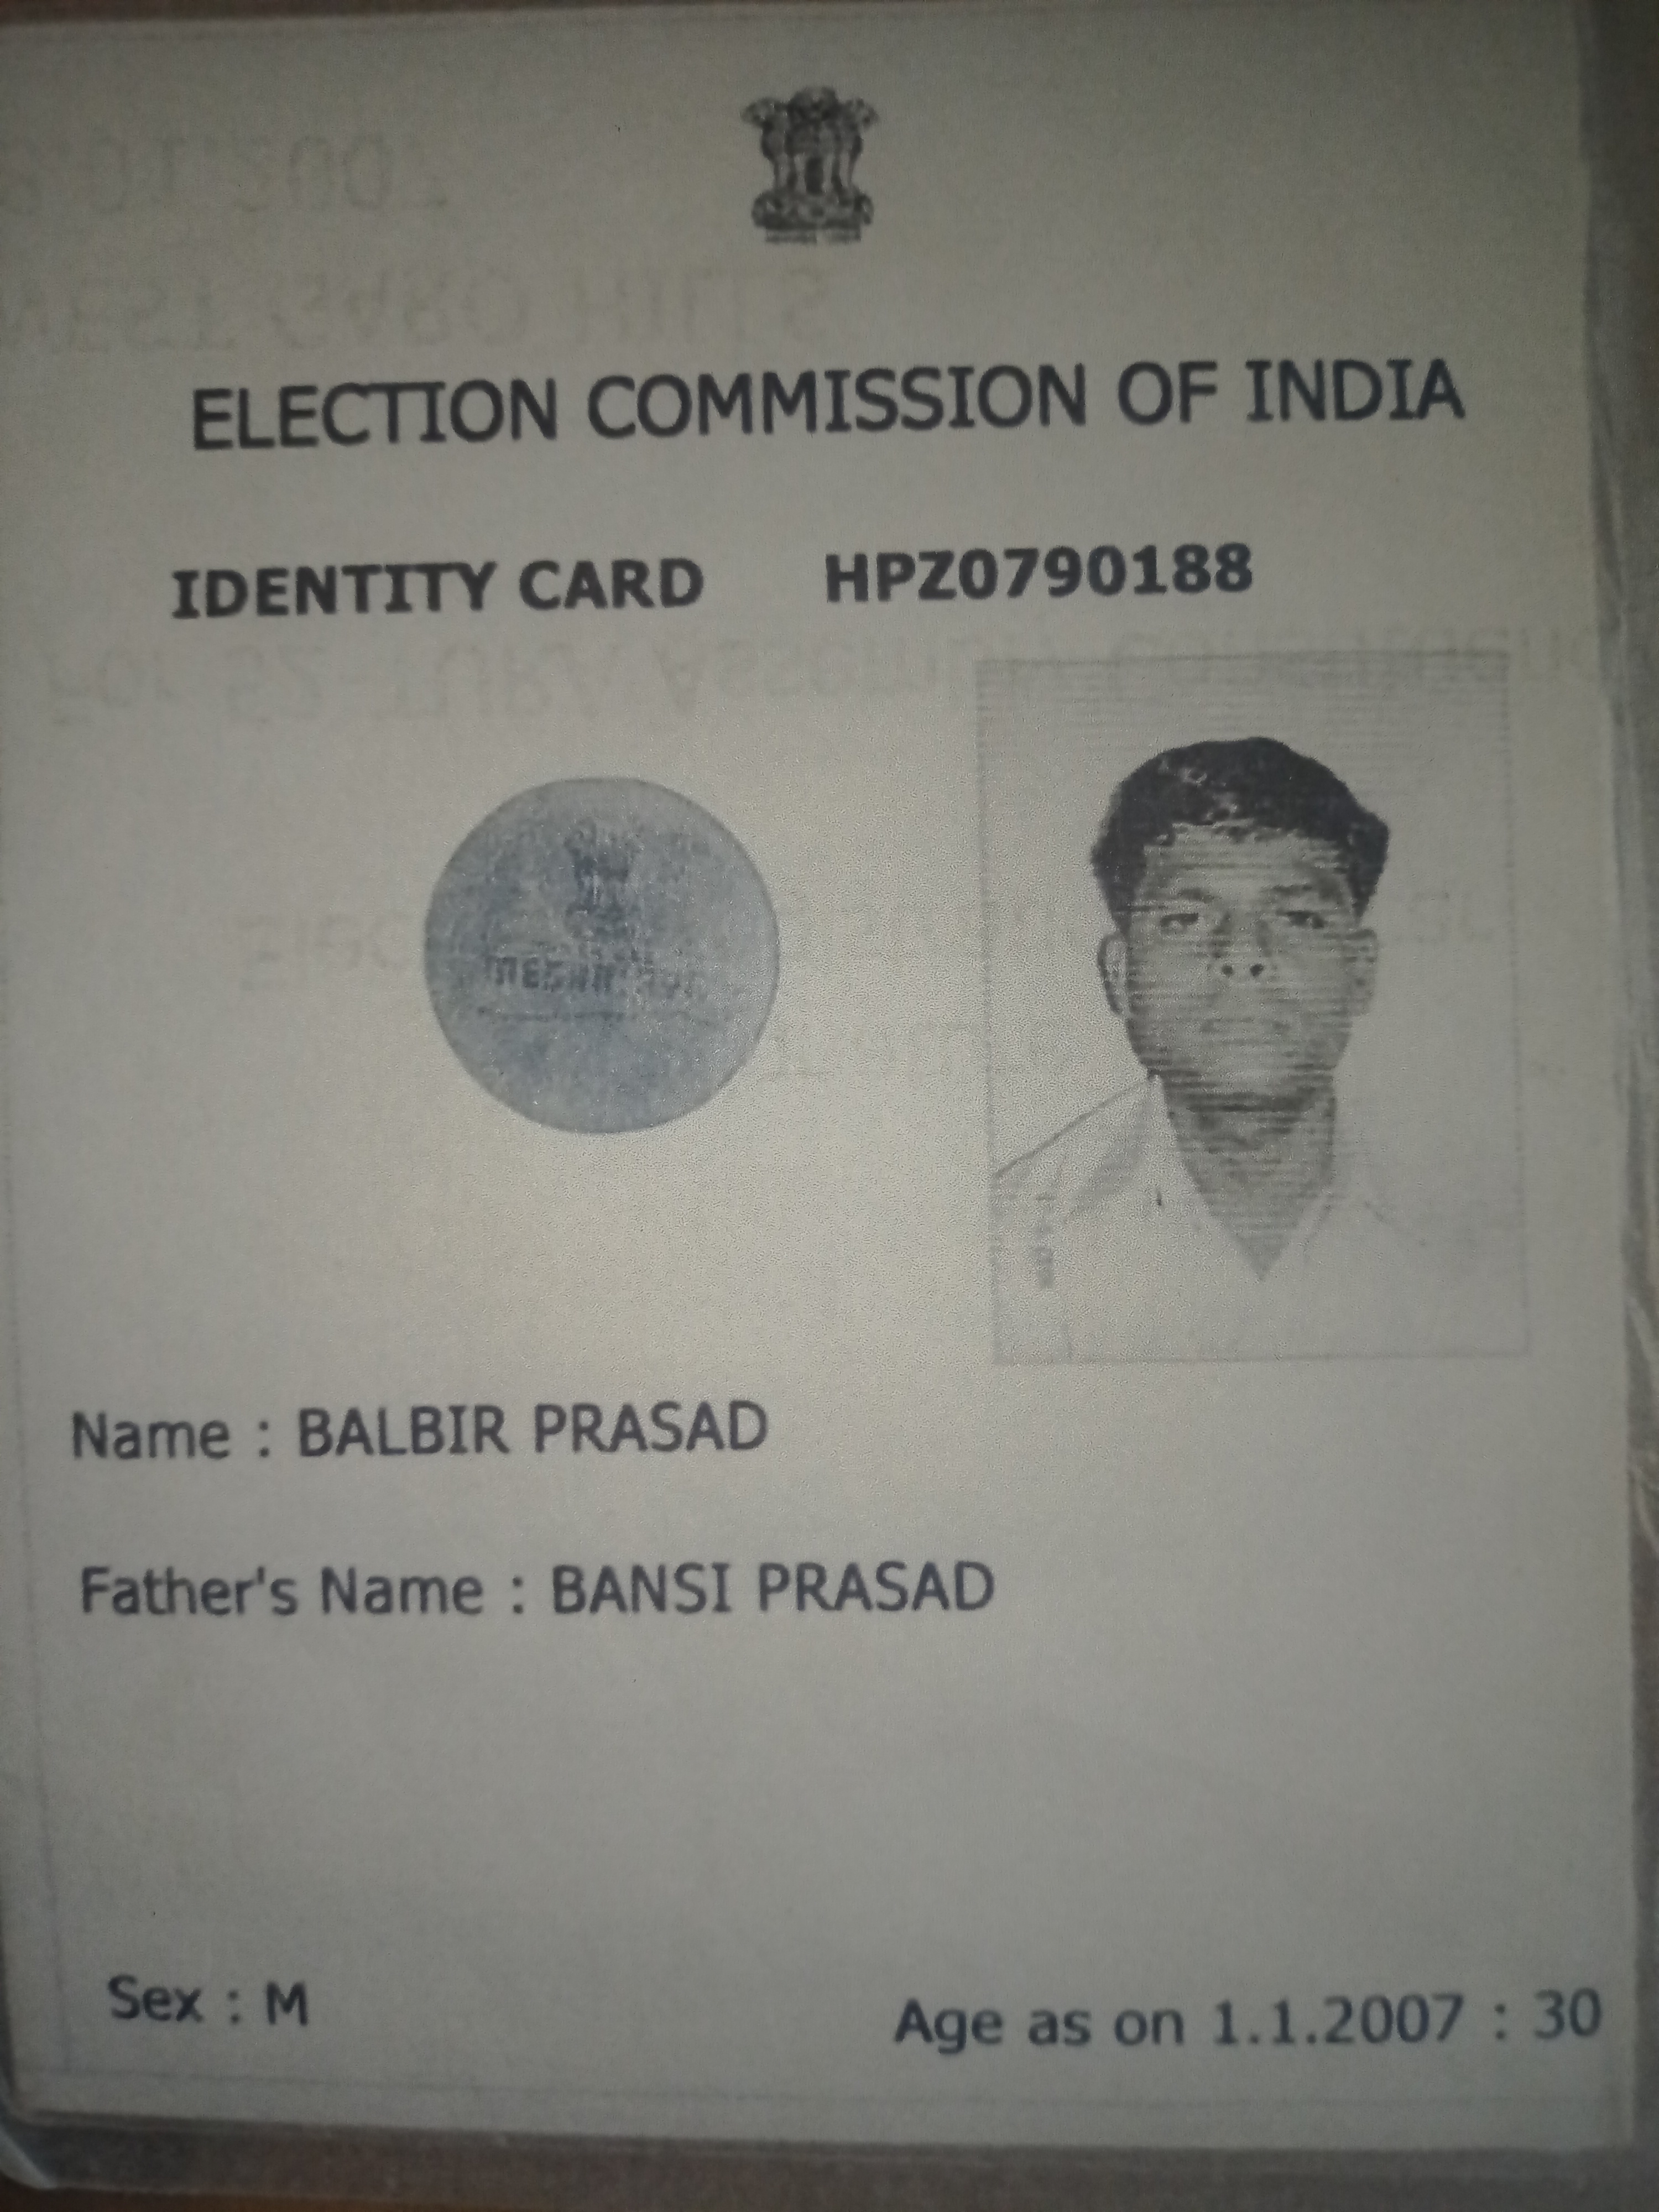 ELECTION COMMISSION OF INDIA
IDENTITY CARD HPZ0790188
Name : BALBIR PRASAD
Father's Name : BANSI PRASAD
Sex : M
Age as on 1.1.2007 : 30